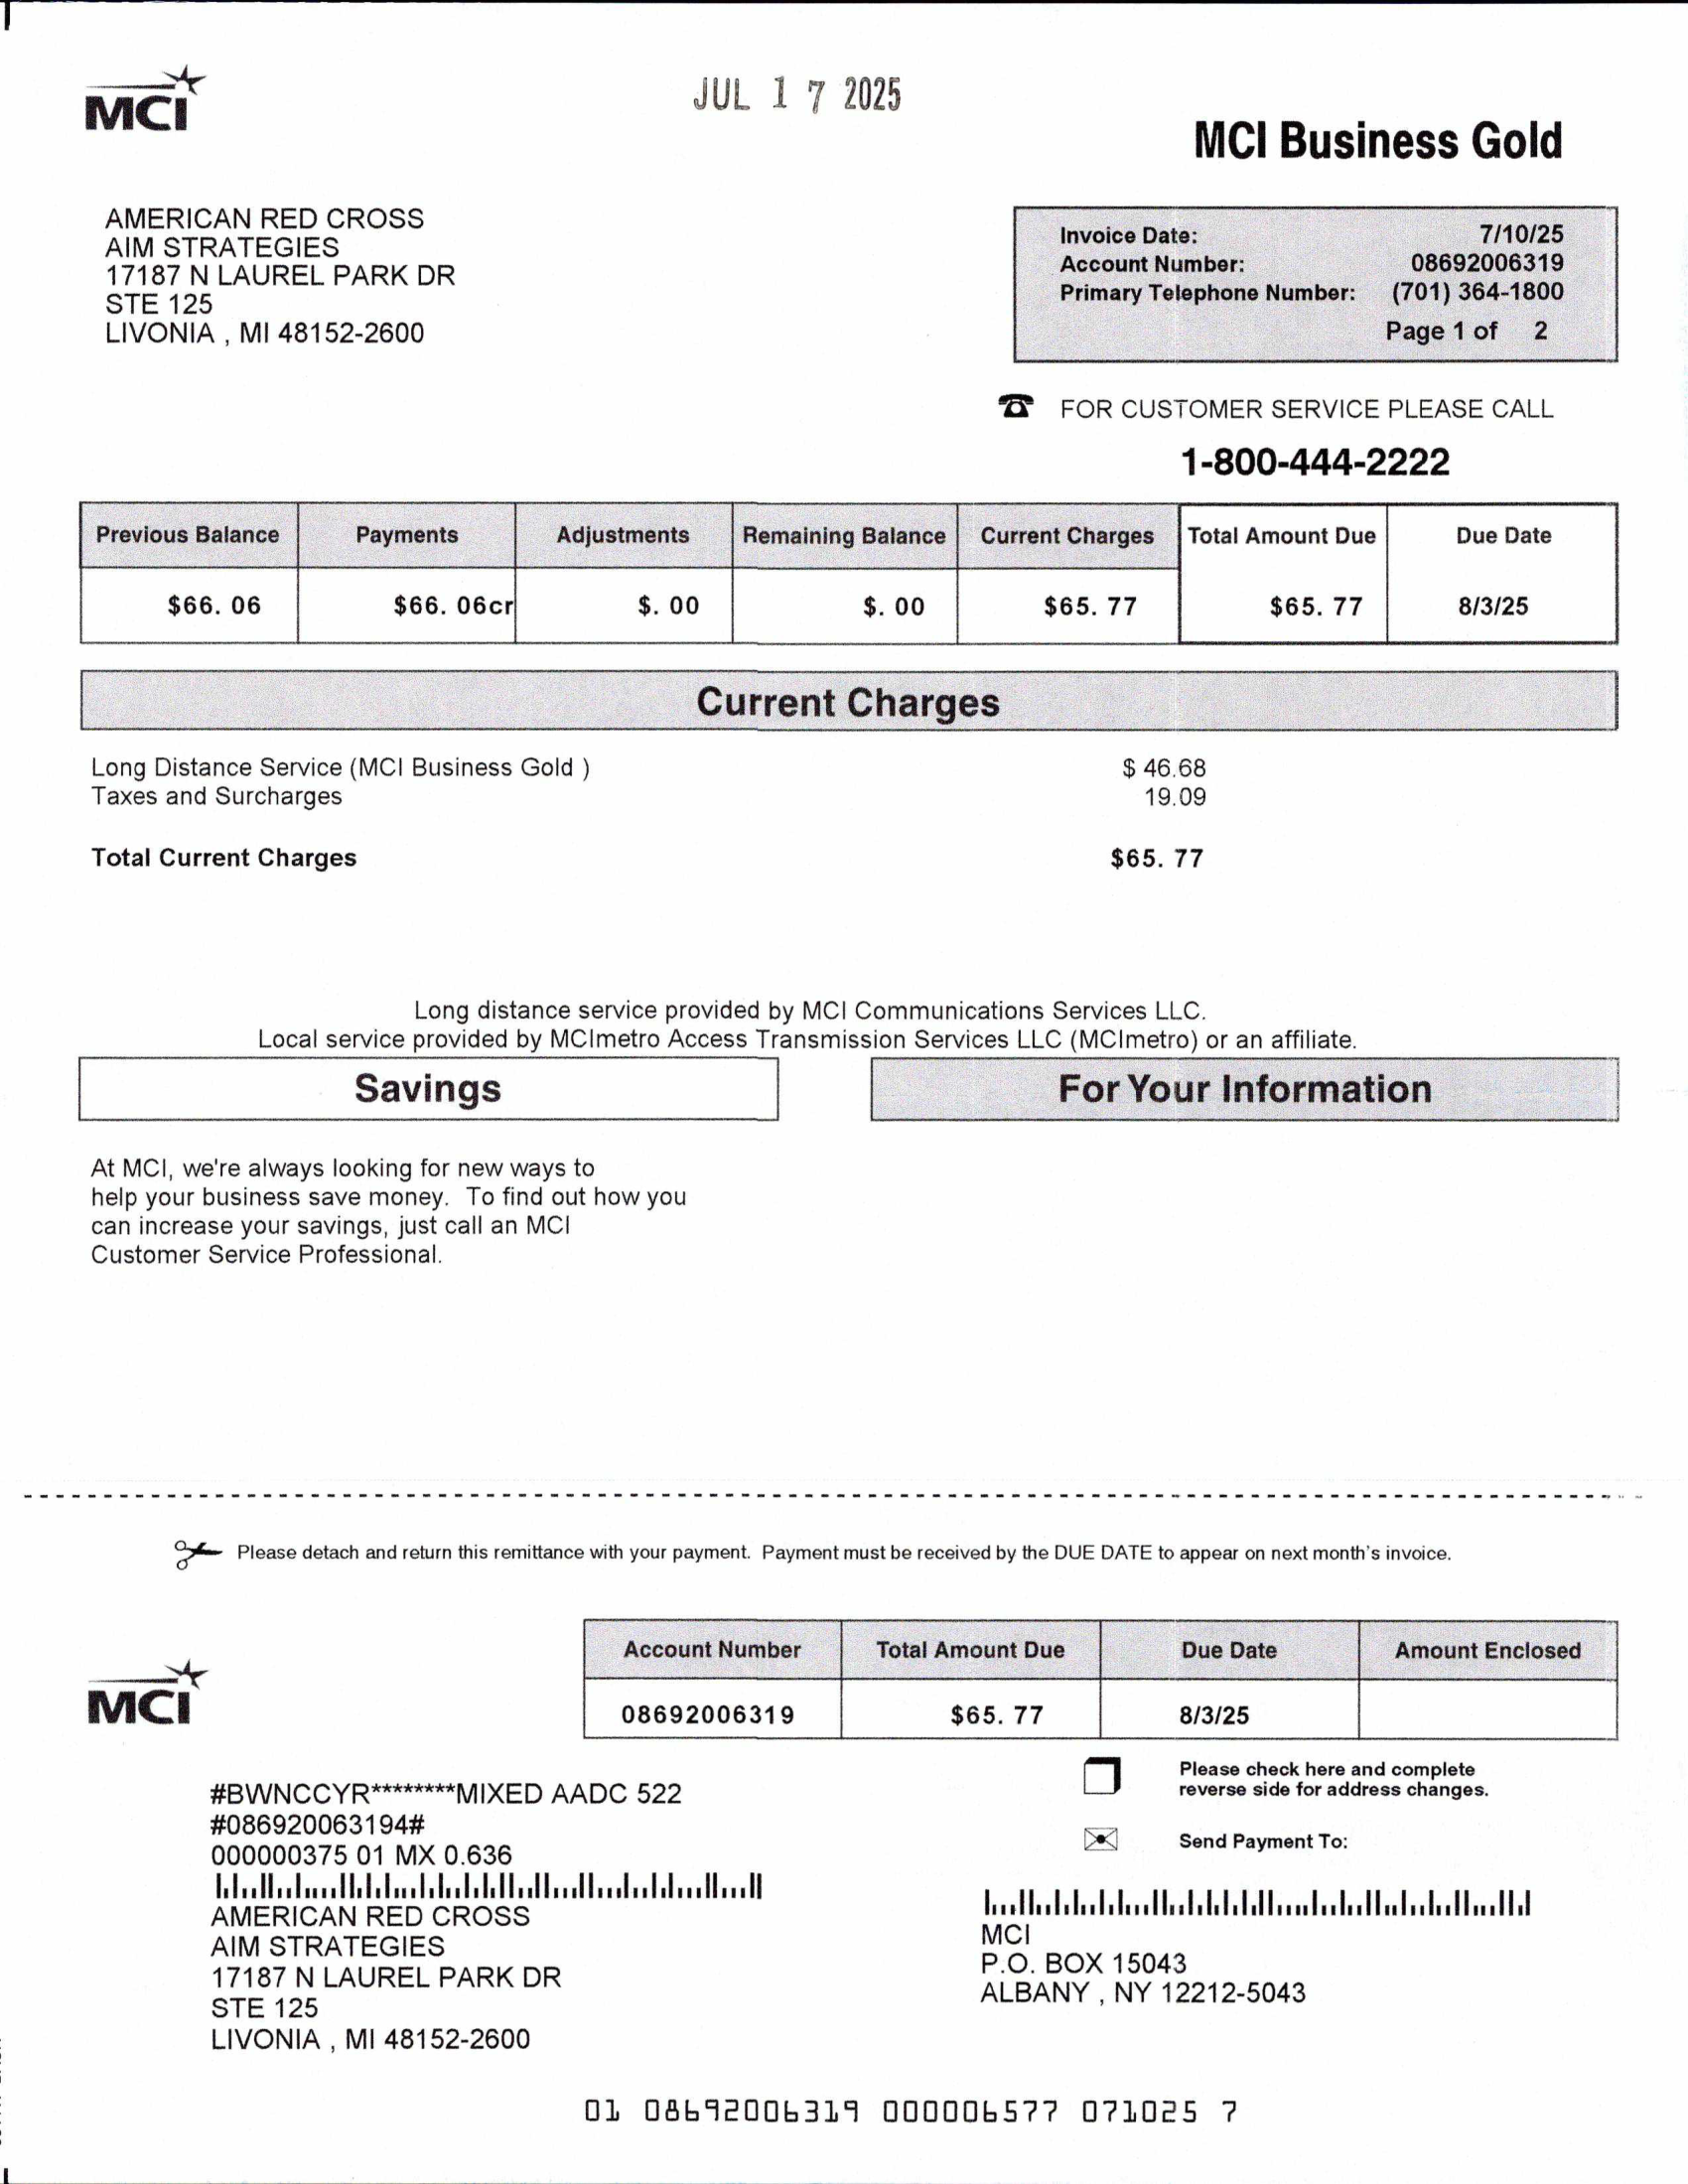 MCI
JUL 17 2025
MCI Business Gold
AMERICAN RED CROSS
AIM STRATEGIES
17187 N LAUREL PARK DR
STE 125
LIVONIA , MI 48152-2600
Invoice Date: 7/10/25
Account Number: 08692006319
Primary Telephone Number: (701) 364-1800
Page 1 of 2
FOR CUSTOMER SERVICE PLEASE CALL
1-800-444-2222
Previous Balance Payments Adjustments Remaining Balance Current Charges Total Amount Due Due Date
$66. 06 $66. 06cr $. 00 $. 00 $65. 77 $65. 77 8/3/25
Current Charges
Long Distance Service (MCI Business Gold ) $ 46.68
Taxes and Surcharges 19.09
Total Current Charges $65. 77
Long distance service provided by MCI Communications Services LLC.
Local service provided by MCImetro Access Transmission Services LLC (MCImetro) or an affiliate.
Savings
For Your Information
At MCI, we're always looking for new ways to
help your business save money. To find out how you
can increase your savings, just call an MCI
Customer Service Professional.
Please detach and return this remittance with your payment. Payment must be received by the DUE DATE to appear on next month's invoice.
MCI
Account Number Total Amount Due Due Date Amount Enclosed
08692006319 $65. 77 8/3/25
Please check here and complete
reverse side for address changes.
Send Payment To:
#BWNCCYR********MIXED AADC 522
#086920063194#
000000375 01 MX 0.636
AMERICAN RED CROSS
AIM STRATEGIES
17187 N LAUREL PARK DR
STE 125
LIVONIA , MI 48152-2600
MCI
P.O. BOX 15043
ALBANY , NY 12212-5043
01 08692006319 000006577 071025 7